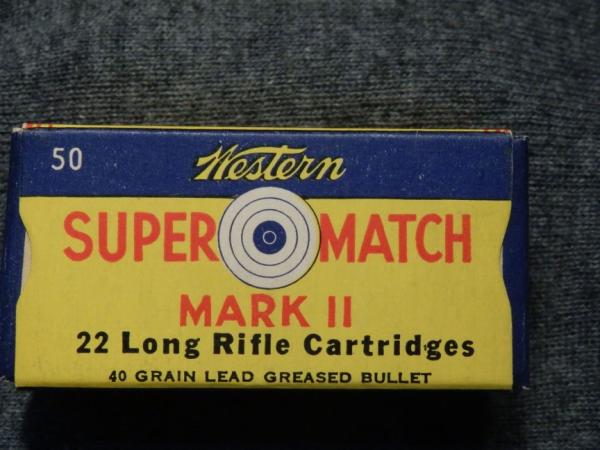 50 Western
SUPER MATCH
MARK II
22 Long Rifle Cartridges
40 GRAIN LEAD GREASED BULLET